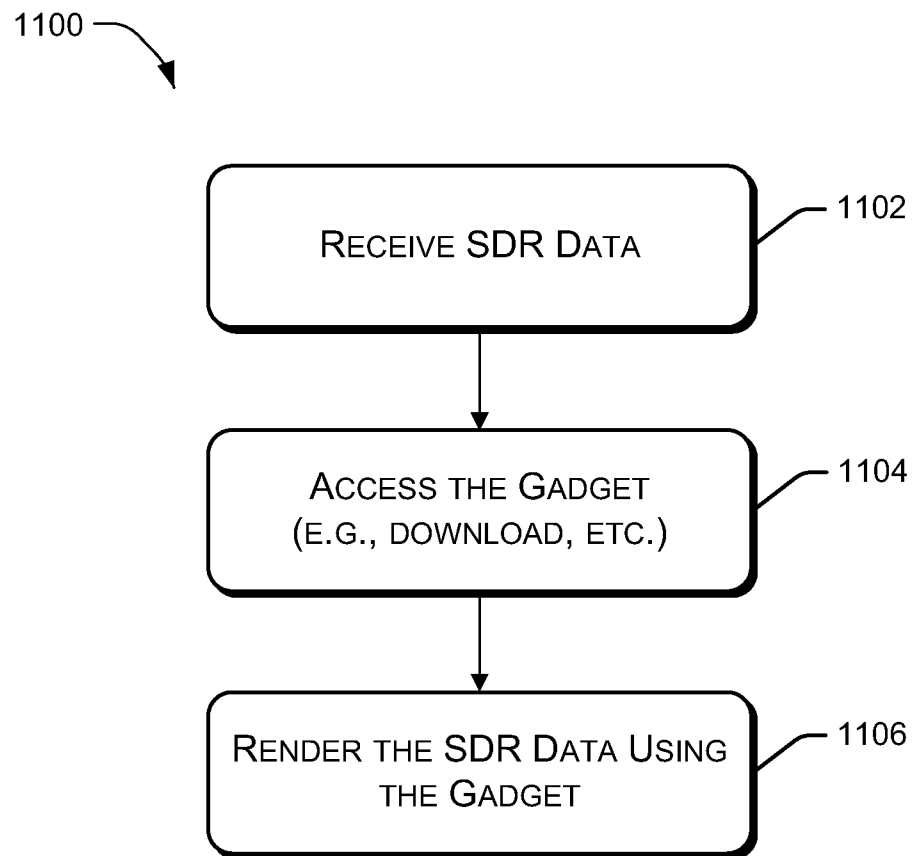 1100
RECEIVE SDR DATA
1102
ACCESS THE GADGET
(E.G., DOWNLOAD, ETC.)
1104
RENDER THE SDR DATA USING
THE GADGET
1106